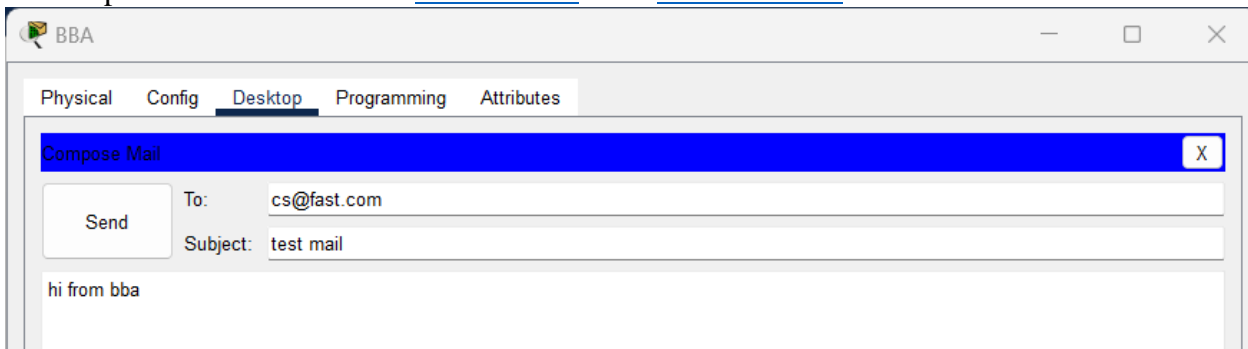 BBA
Physical Config Desktop Programming Attributes
Compose Mail X
Send To: cs@fast.com
Subject: test mail
hi from bba